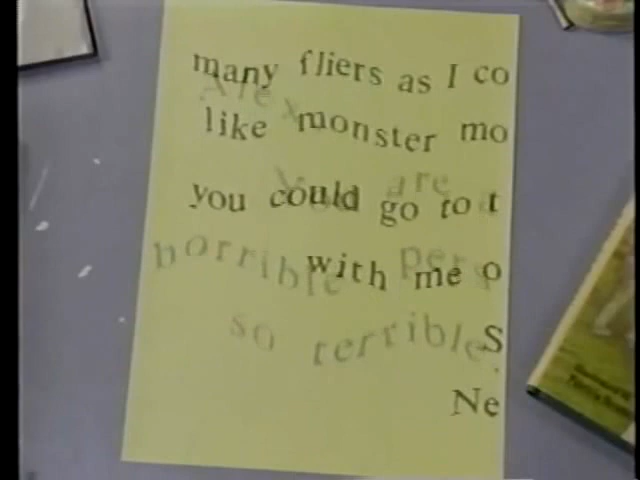 many fliers as I co
Alex
like monster mo
you could go to t
are
horrible
with me o
so terrible
S
Ne